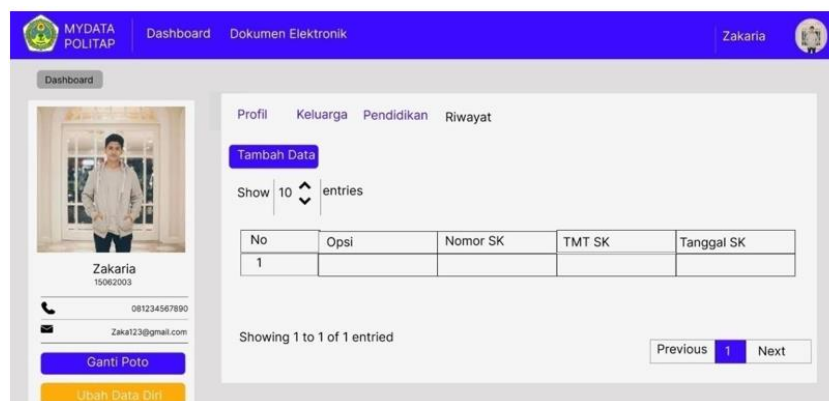 MYDATA
POLITAP
Dashboard
Dokumen Elektronik
Zakaria
Dashboard
Profil Keluarga Pendidikan Riwayat
Tambah Data
Show 10 entries
No Opsi Nomor SK TMT SK Tanggal SK
1
Zakaria
15062003
081234567890
Zaka123@gmail.com
Ganti Poto
Ubah Data Diri
Showing 1 to 1 of 1 entried
Previous 1 Next